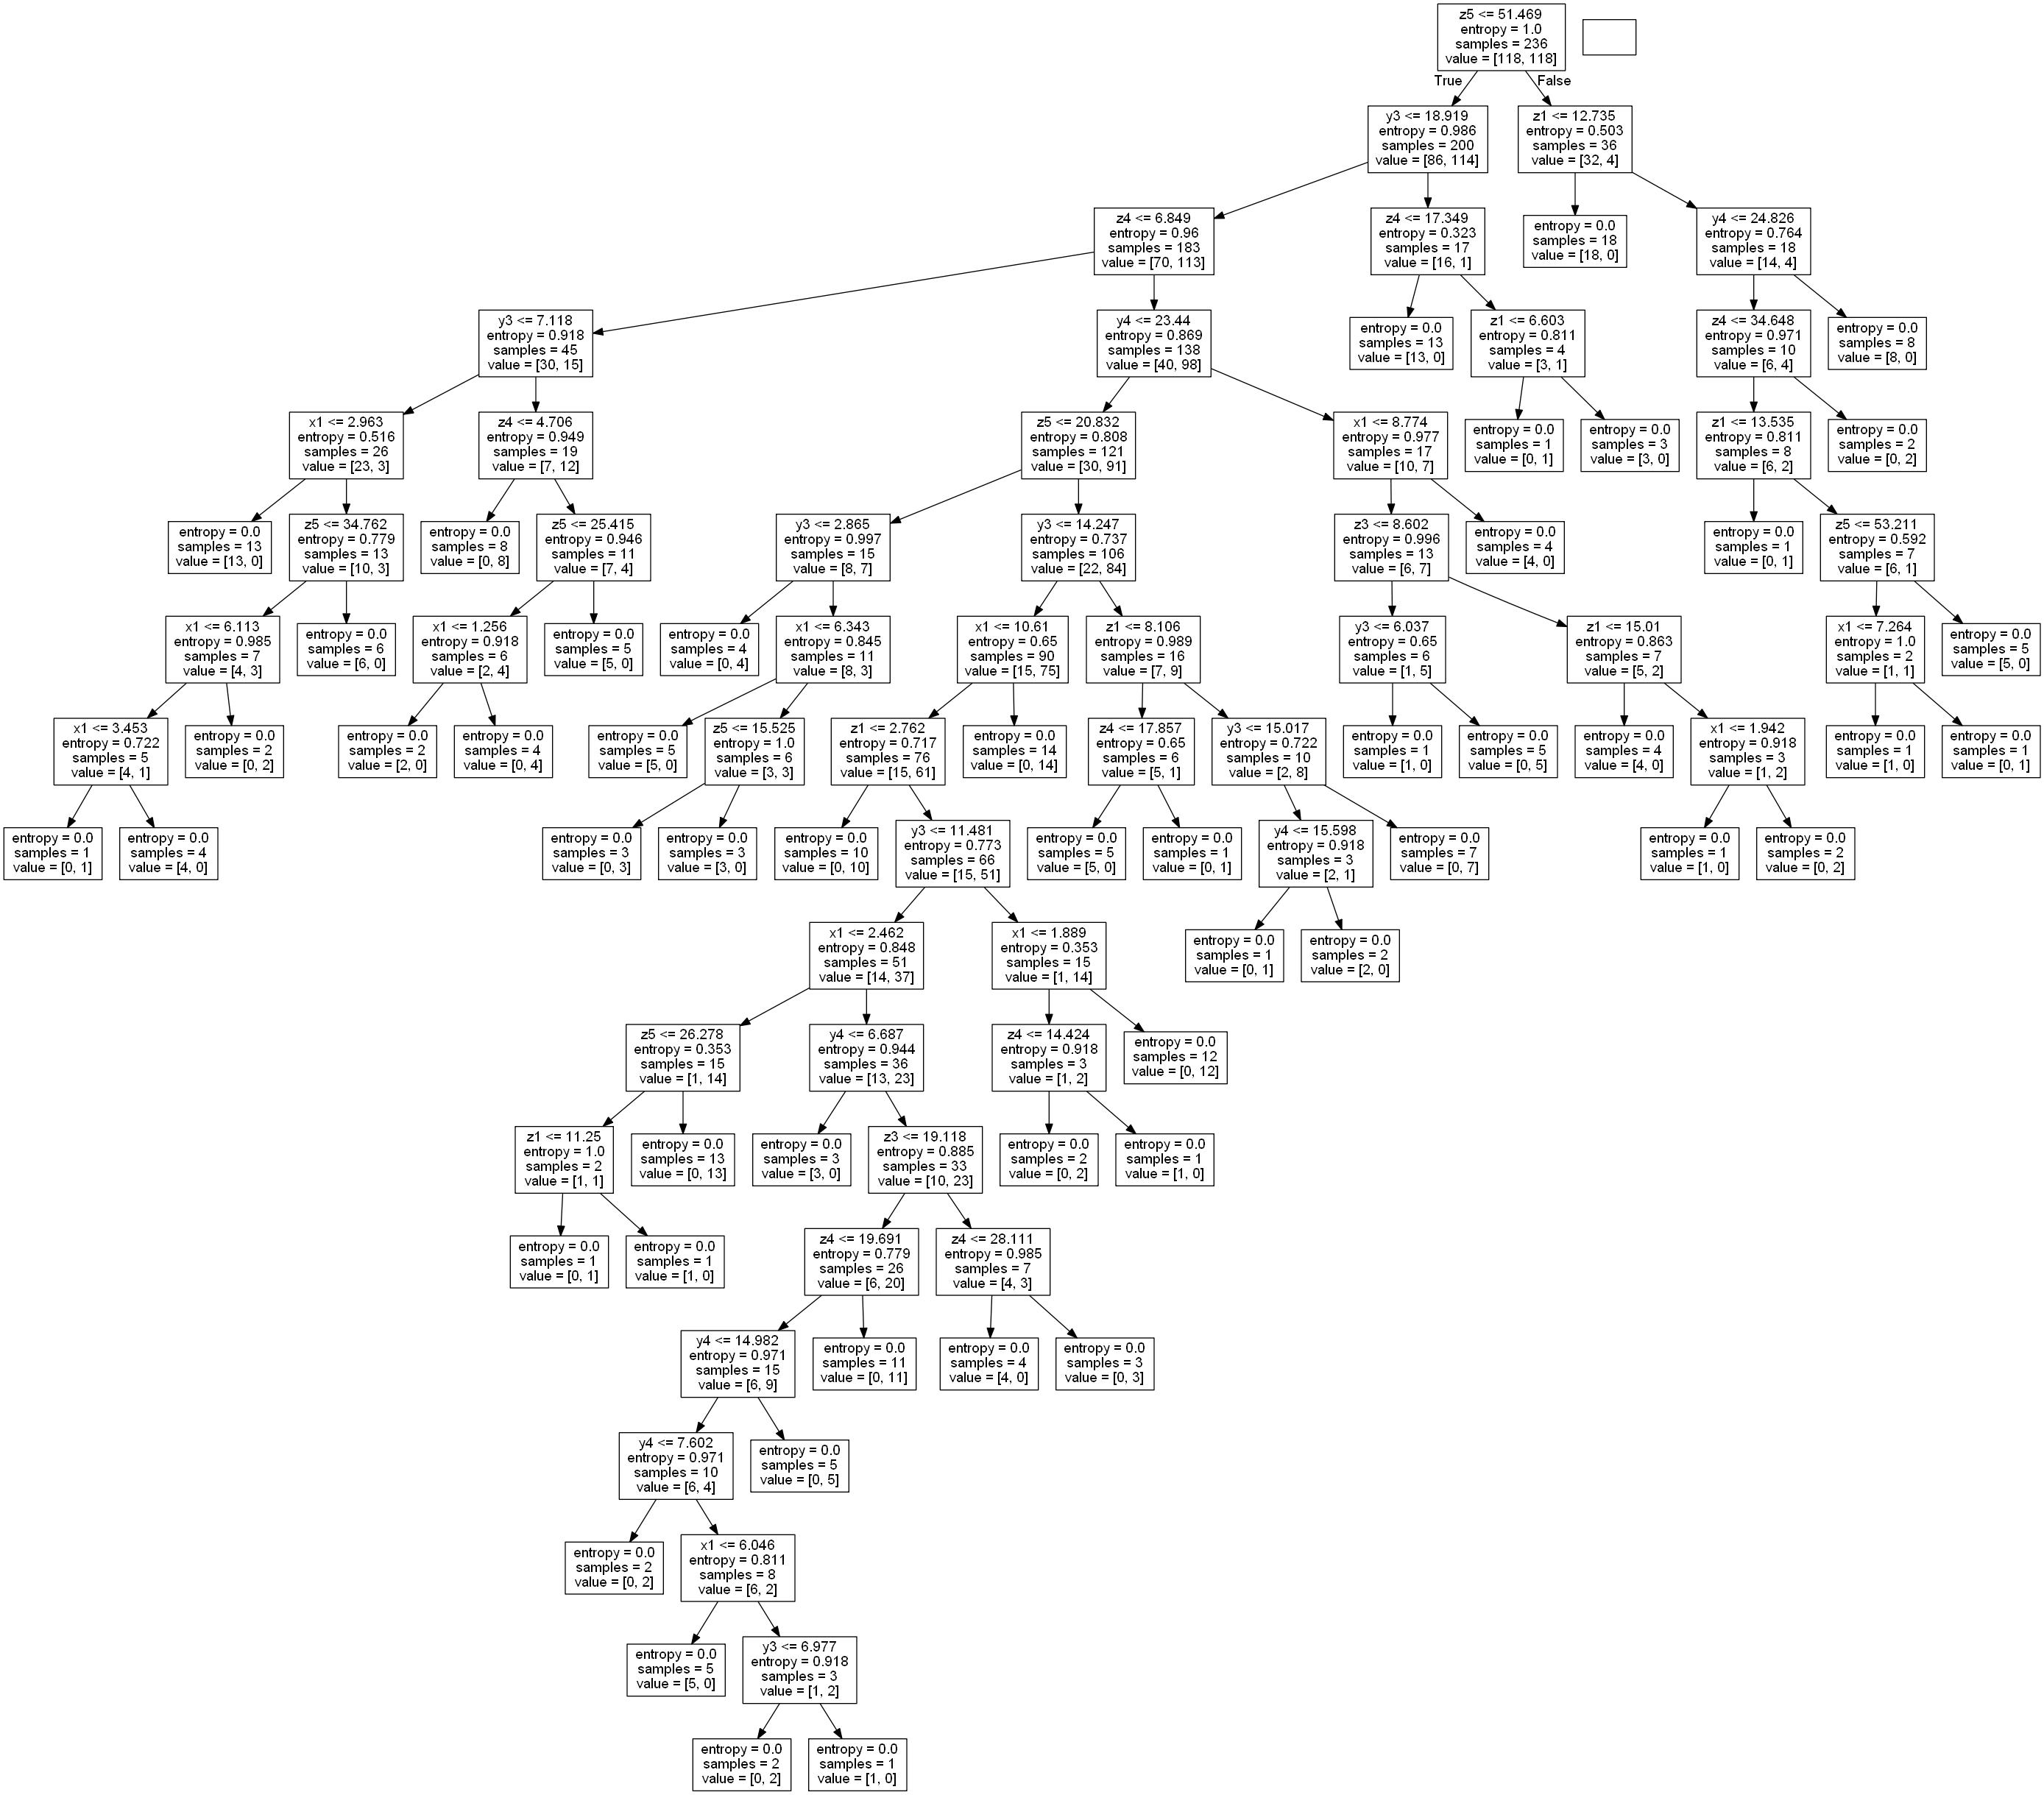 z5 <= 51.469
entropy = 1.0
samples = 236
value = [118, 118]
True
False
y3 <= 18.919
entropy = 0.986
samples = 200
value = [86, 114]
z1 <= 12.735
entropy = 0.503
samples = 36
value = [32, 4]
z4 <= 6.849
entropy = 0.96
samples = 183
value = [70, 113]
z4 <= 17.349
entropy = 0.323
samples = 17
value = [16, 1]
entropy = 0.0
samples = 18
value = [18, 0]
y4 <= 24.826
entropy = 0.764
samples = 18
value = [14, 4]
y3 <= 7.118
entropy = 0.918
samples = 45
value = [30, 15]
y4 <= 23.44
entropy = 0.869
samples = 138
value = [40, 98]
entropy = 0.0
samples = 13
value = [13, 0]
z1 <= 6.603
entropy = 0.811
samples = 4
value = [3, 1]
z4 <= 34.648
entropy = 0.971
samples = 10
value = [6, 4]
entropy = 0.0
samples = 8
value = [8, 0]
x1 <= 2.963
entropy = 0.516
samples = 26
value = [23, 3]
z4 <= 4.706
entropy = 0.949
samples = 19
value = [7, 12]
z5 <= 20.832
entropy = 0.808
samples = 121
value = [30, 91]
x1 <= 8.774
entropy = 0.977
samples = 17
value = [10, 7]
entropy = 0.0
samples = 1
value = [0, 1]
entropy = 0.0
samples = 3
value = [3, 0]
z1 <= 13.535
entropy = 0.811
samples = 8
value = [6, 2]
entropy = 0.0
samples = 2
value = [0, 2]
entropy = 0.0
samples = 13
value = [13, 0]
z5 <= 34.762
entropy = 0.779
samples = 13
value = [10, 3]
entropy = 0.0
samples = 8
value = [0, 8]
z5 <= 25.415
entropy = 0.946
samples = 11
value = [7, 4]
y3 <= 2.865
entropy = 0.997
samples = 15
value = [8, 7]
y3 <= 14.247
entropy = 0.737
samples = 106
value = [22, 84]
z3 <= 8.602
entropy = 0.996
samples = 13
value = [6, 7]
entropy = 0.0
samples = 4
value = [4, 0]
entropy = 0.0
samples = 1
value = [0, 1]
z5 <= 53.211
entropy = 0.592
samples = 7
value = [6, 1]
x1 <= 6.113
entropy = 0.985
samples = 7
value = [4, 3]
entropy = 0.0
samples = 6
value = [6, 0]
x1 <= 1.256
entropy = 0.918
samples = 6
value = [2, 4]
entropy = 0.0
samples = 5
value = [5, 0]
entropy = 0.0
samples = 4
value = [0, 4]
x1 <= 6.343
entropy = 0.845
samples = 11
value = [8, 3]
x1 <= 10.61
entropy = 0.65
samples = 90
value = [15, 75]
z1 <= 8.106
entropy = 0.989
samples = 16
value = [7, 9]
y3 <= 6.037
entropy = 0.65
samples = 6
value = [1, 5]
z1 <= 15.01
entropy = 0.863
samples = 7
value = [5, 2]
x1 <= 7.264
entropy = 1.0
samples = 2
value = [1, 1]
entropy = 0.0
samples = 5
value = [5, 0]
x1 <= 3.453
entropy = 0.722
samples = 5
value = [4, 1]
entropy = 0.0
samples = 2
value = [0, 2]
entropy = 0.0
samples = 2
value = [2, 0]
entropy = 0.0
samples = 4
value = [0, 4]
entropy = 0.0
samples = 5
value = [5, 0]
z5 <= 15.525
entropy = 1.0
samples = 6
value = [3, 3]
z1 <= 2.762
entropy = 0.717
samples = 76
value = [15, 61]
entropy = 0.0
samples = 14
value = [0, 14]
z4 <= 17.857
entropy = 0.65
samples = 6
value = [5, 1]
y3 <= 15.017
entropy = 0.722
samples = 10
value = [2, 8]
entropy = 0.0
samples = 1
value = [1, 0]
entropy = 0.0
samples = 5
value = [0, 5]
entropy = 0.0
samples = 4
value = [4, 0]
x1 <= 1.942
entropy = 0.918
samples = 3
value = [1, 2]
entropy = 0.0
samples = 1
value = [1, 0]
entropy = 0.0
samples = 1
value = [0, 1]
entropy = 0.0
samples = 1
value = [0, 1]
entropy = 0.0
samples = 4
value = [4, 0]
entropy = 0.0
samples = 3
value = [0, 3]
entropy = 0.0
samples = 3
value = [3, 0]
entropy = 0.0
samples = 10
value = [0, 10]
y3 <= 11.481
entropy = 0.773
samples = 66
value = [15, 51]
entropy = 0.0
samples = 5
value = [5, 0]
entropy = 0.0
samples = 1
value = [0, 1]
y4 <= 15.598
entropy = 0.918
samples = 3
value = [2, 1]
entropy = 0.0
samples = 7
value = [0, 7]
entropy = 0.0
samples = 1
value = [1, 0]
entropy = 0.0
samples = 2
value = [0, 2]
x1 <= 2.462
entropy = 0.848
samples = 51
value = [14, 37]
x1 <= 1.889
entropy = 0.353
samples = 15
value = [1, 14]
entropy = 0.0
samples = 1
value = [0, 1]
entropy = 0.0
samples = 2
value = [2, 0]
z5 <= 26.278
entropy = 0.353
samples = 15
value = [1, 14]
y4 <= 6.687
entropy = 0.944
samples = 36
value = [13, 23]
z4 <= 14.424
entropy = 0.918
samples = 3
value = [1, 2]
entropy = 0.0
samples = 12
value = [0, 12]
z1 <= 11.25
entropy = 1.0
samples = 2
value = [1, 1]
entropy = 0.0
samples = 13
value = [0, 13]
entropy = 0.0
samples = 3
value = [3, 0]
z3 <= 19.118
entropy = 0.885
samples = 33
value = [10, 23]
entropy = 0.0
samples = 2
value = [0, 2]
entropy = 0.0
samples = 1
value = [1, 0]
entropy = 0.0
samples = 1
value = [0, 1]
entropy = 0.0
samples = 1
value = [1, 0]
z4 <= 19.691
entropy = 0.779
samples = 26
value = [6, 20]
z4 <= 28.111
entropy = 0.985
samples = 7
value = [4, 3]
y4 <= 14.982
entropy = 0.971
samples = 15
value = [6, 9]
entropy = 0.0
samples = 11
value = [0, 11]
entropy = 0.0
samples = 4
value = [4, 0]
entropy = 0.0
samples = 3
value = [0, 3]
y4 <= 7.602
entropy = 0.971
samples = 10
value = [6, 4]
entropy = 0.0
samples = 5
value = [0, 5]
entropy = 0.0
samples = 2
value = [0, 2]
x1 <= 6.046
entropy = 0.811
samples = 8
value = [6, 2]
entropy = 0.0
samples = 5
value = [5, 0]
y3 <= 6.977
entropy = 0.918
samples = 3
value = [1, 2]
entropy = 0.0
samples = 2
value = [0, 2]
entropy = 0.0
samples = 1
value = [1, 0]